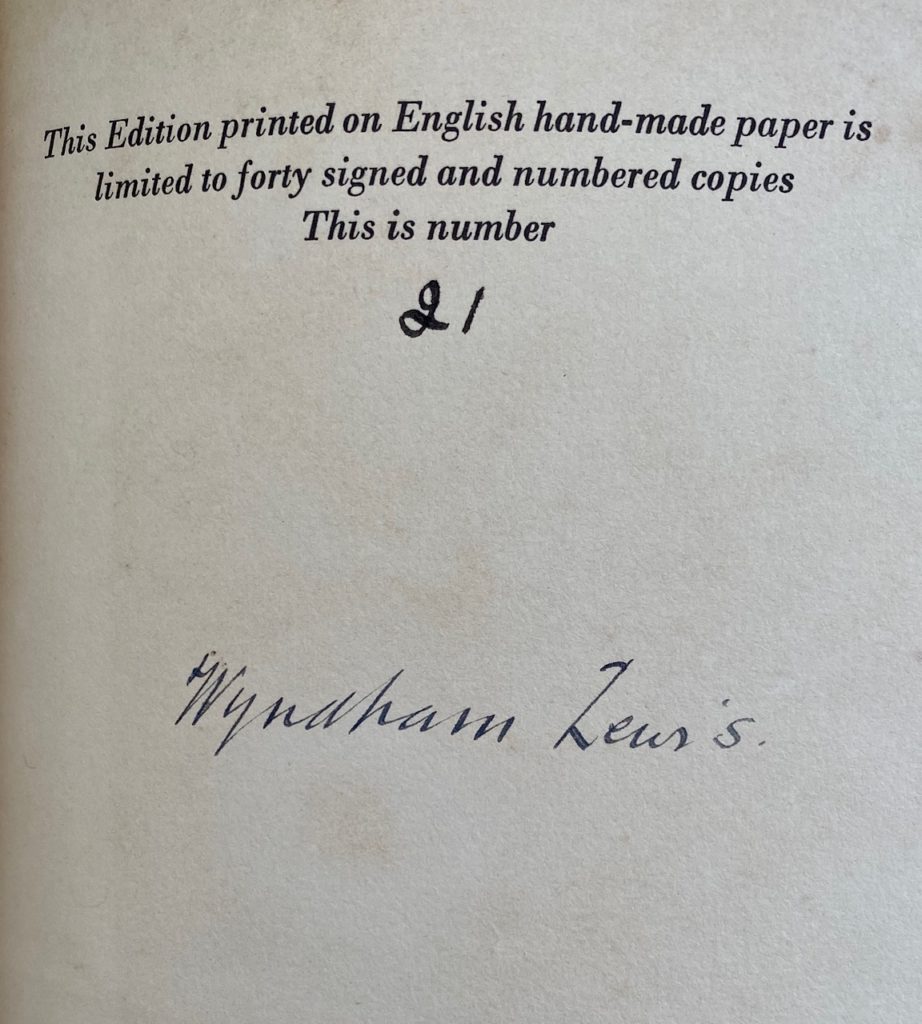 This Edition printed on English hand-made paper is
limited to forty signed and numbered copies
This is number
21
Wyndham Lewis.